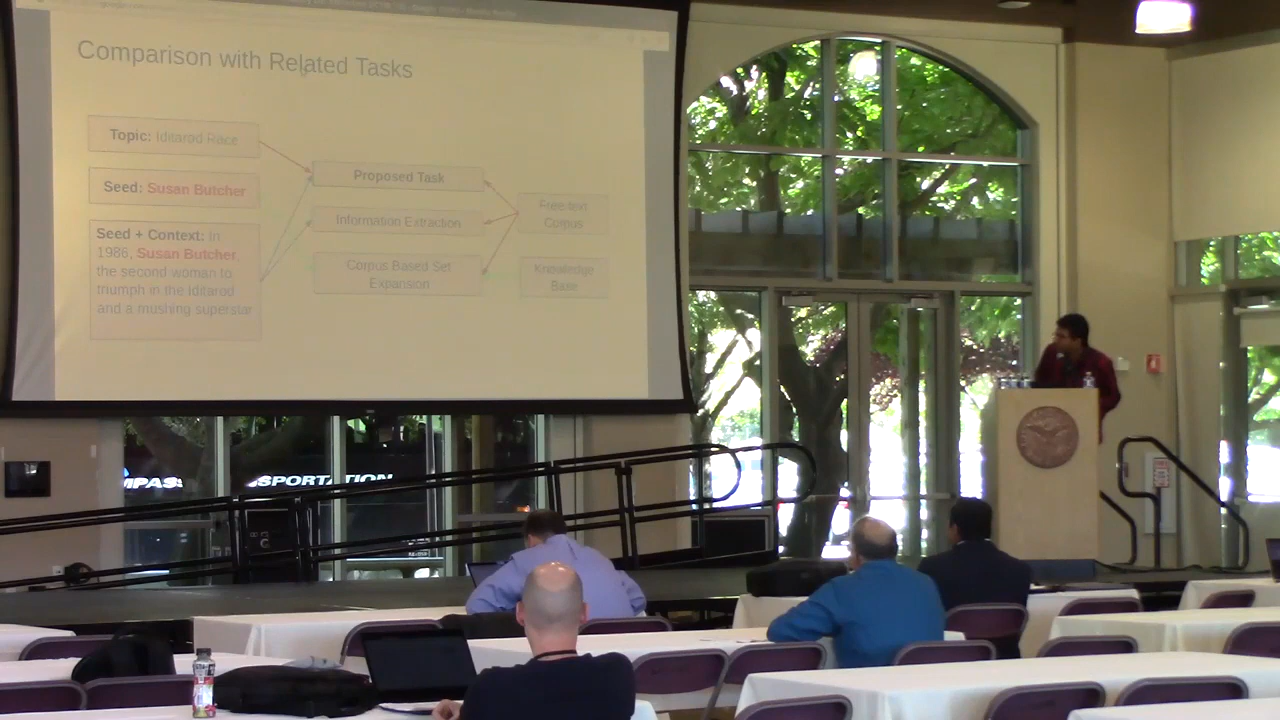 Comparison with Related Tasks
Topic: Iditarod Race
Seed: Susan Butcher
Seed + Context: In
1986, Susan Butcher,
the second woman to
triumph in the Iditarod
and a mushing superstar
Proposed Task
Information Extraction
Corpus Based Set
Expansion
Free-text
Corpus
Knowledge
Base